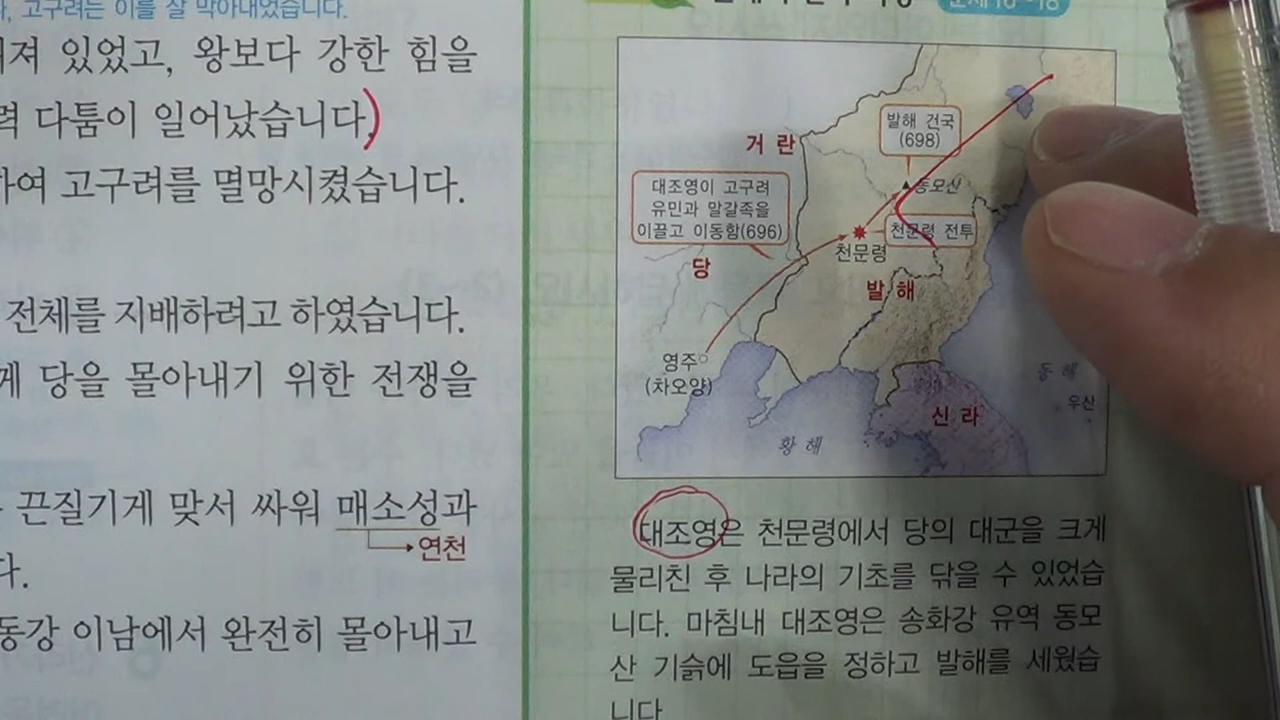 고구려는 이를 잘 막아내었습니다.
져 있었고, 왕보다 강한 힘을
력 다툼이 일어났습니다.
하여 고구려를 멸망시켰습니다.
전체를 지배하려고 하였습니다.
게 당을 몰아내기 위한 전쟁을
끈질기게 맞서 싸워 매소성과
연천
다.
동강 이남에서 완전히 몰아내고
거란
발해 건국
(698)
대조영이 고구려
유민과 말갈족을
이끌고 이동함(696)
동모산
천문령 전투
천문령
당
발해
영주
(차오양)
동해
우산
신라
황해
대조영은 천문령에서 당의 대군을 크게
물리친 후 나라의 기초를 닦을 수 있었습
니다. 마침내 대조영은 송화강 유역 동모
산 기슭에 도읍을 정하고 발해를 세웠습
니다